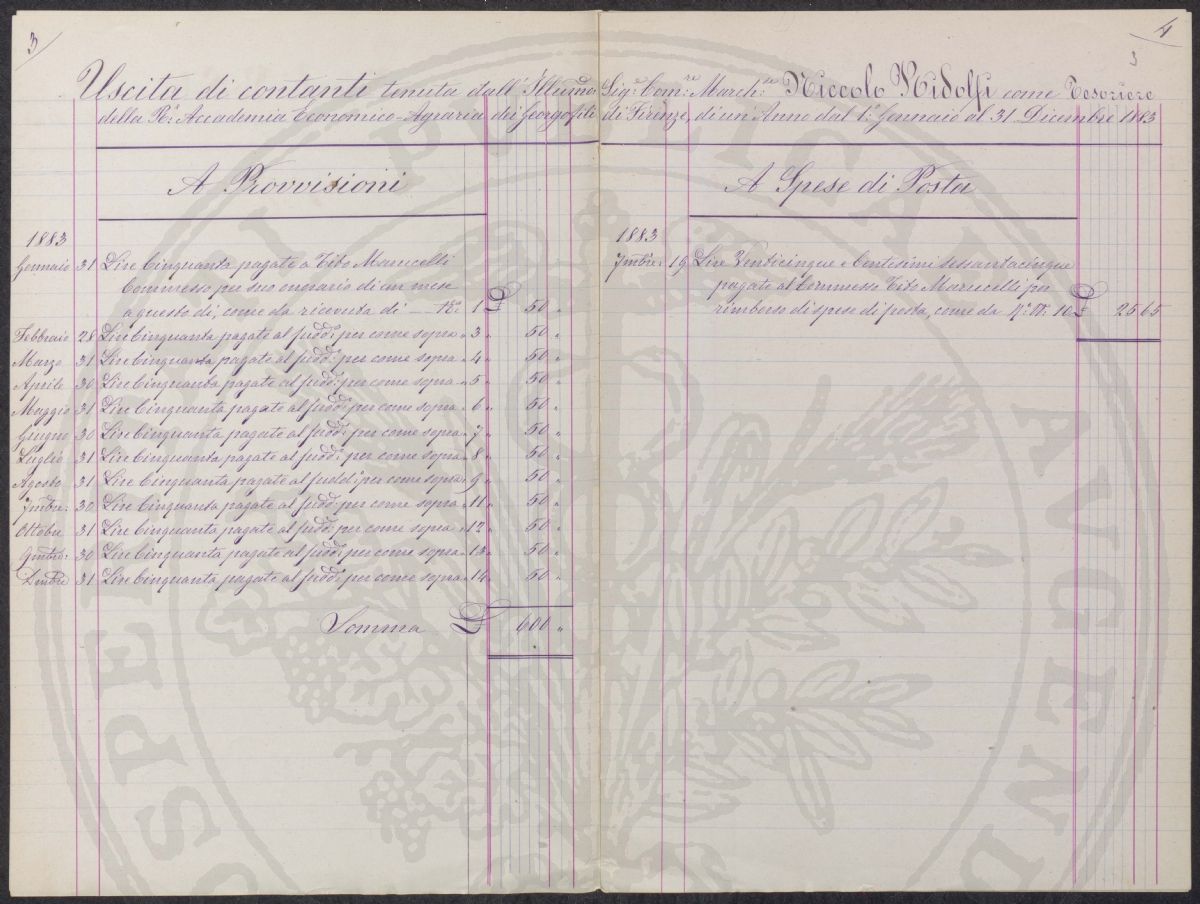 3
4
3
Uscita di contanti tenuta dall' Illumo: Sig:e Com:re March:se Niccolo Ridolfi come Tesoriere
della R:a Accademia Economico-Agraria dei Georgofili di Firenze, di un Anno dal 1:o Gennaio al 31 Dicembre 1883
A Provvisioni
1883
Gennaio 31 Lire Cinquanta pagate a Tito Marucelli
Commesso per suo onorario di un mese
a questo dì, come da ricevuta di — No: 1 £ 50 "
Febbraio 28 Lire Cinquanta pagate al sudd:o per come sopra " 3 " 50 "
Marzo 31 Lire Cinquanta pagate al sudd:o per come sopra " 4 " 50 "
Aprile 30 Lire Cinquanta pagate al sudd:o per come sopra " 5 " 50 "
Maggio 31 Lire Cinquanta pagate al sudd:o per come sopra " 6 " 50 "
Giugno 30 Lire Cinquanta pagate al sudd:o per come sopra " 7 " 50 "
Luglio 31 Lire Cinquanta pagate al sudd:o per come sopra " 8 " 50 "
Agosto 31 Lire Cinquanta pagate al sudd:o per come sopra " 9 " 50 "
7mbre: 30 Lire Cinquanta pagate al sudd:o per come sopra " 11 " 50 "
Ottobre 31 Lire Cinquanta pagate al sudd:o per come sopra " 12 " 50 "
9mbre: 30 Lire Cinquanta pagate al sudd:o per come sopra " 13 " 50 "
Dmbre 31 Lire Cinquanta pagate al sudd:o per come sopra " 14 " 50 "
Somma £ 600 "
A Spese di Posta
1883
7mbre: 19 Lire Venticinque e Centesimi sessantacinque
pagate al Commesso Tito Marucelli per
rimborso di spese di posta, come da R:a No: 10 £ 25 65